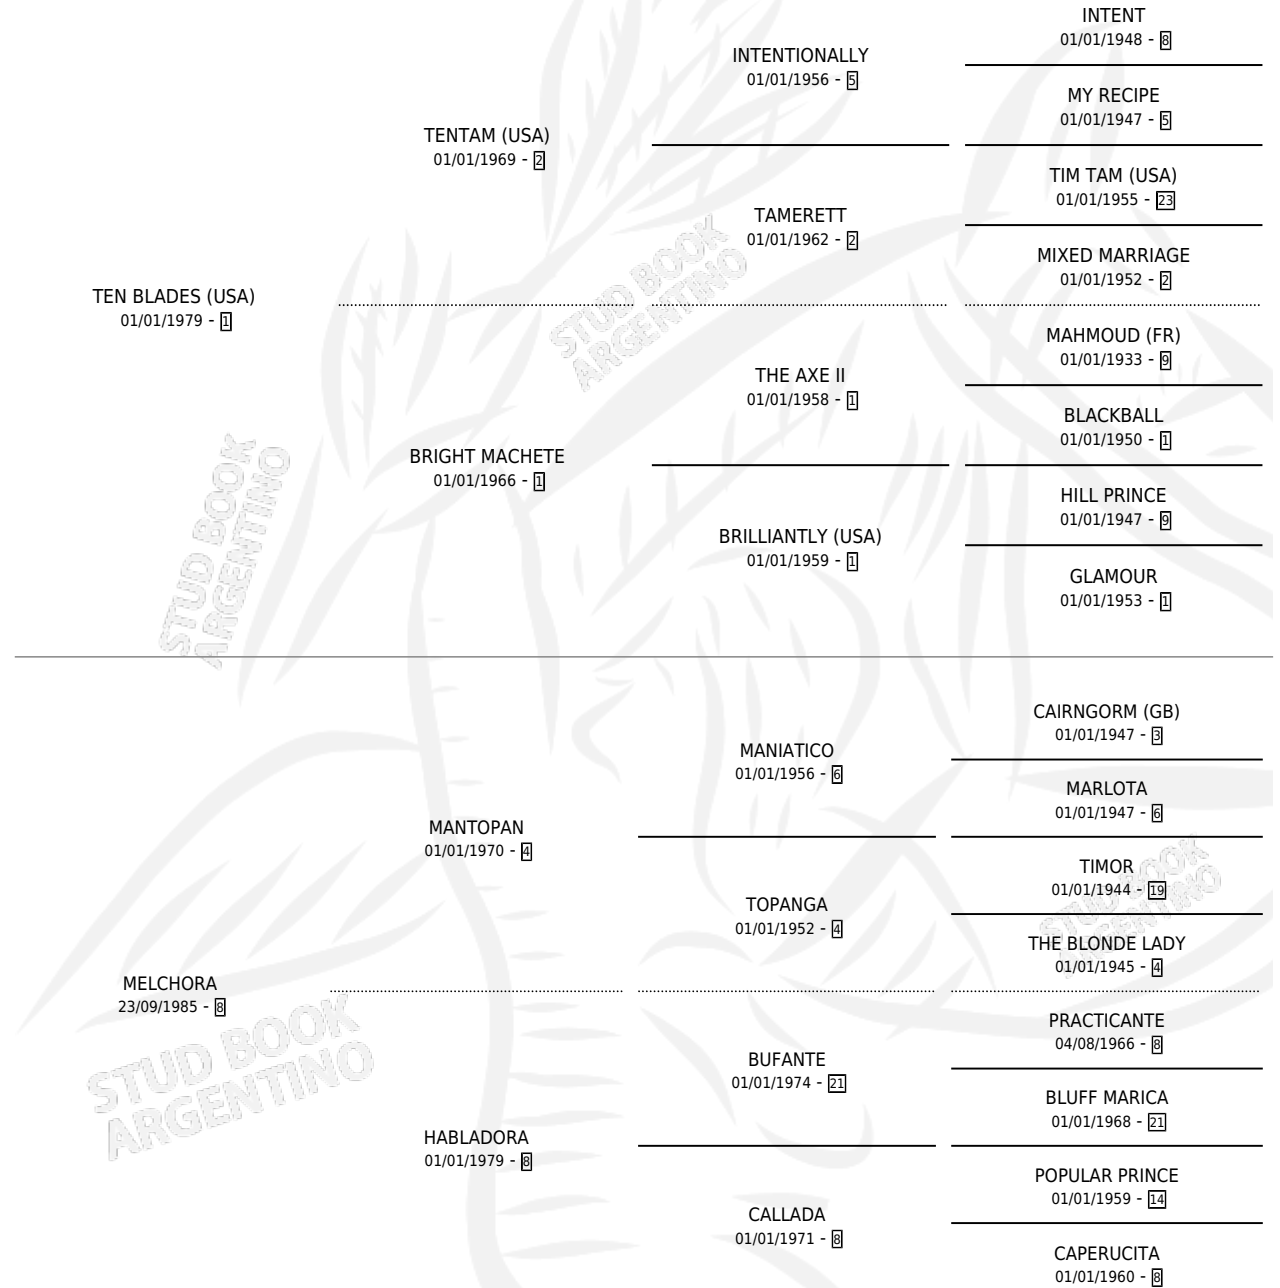 INTENT
01/01/1948 - 8
INTENTIONALLY
01/01/1956 - 5
MY RECIPE
01/01/1947 - 5
TENTAM (USA)
01/01/1969 - 2
TIM TAM (USA)
01/01/1955 - 23
TAMERETT
01/01/1962 - 2
MIXED MARRIAGE
01/01/1952 - 2
TEN BLADES (USA)
01/01/1979 - 1
STUD BOOK
ARGENTINO
MAHMOUD (FR)
01/01/1933 - 9
THE AXE II
01/01/1958 - 1
BLACKBALL
01/01/1950 - 1
BRIGHT MACHETE
01/01/1966 - 1
HILL PRINCE
01/01/1947 - 9
BRILLIANTLY (USA)
01/01/1959 - 1
GLAMOUR
01/01/1953 - 1
STUD BOOK
ARGENTINO
CAIRNGORM (GB)
01/01/1947 - 3
MANIATICO
01/01/1956 - 6
MARLOTA
01/01/1947 - 6
MANTOPAN
01/01/1970 - 4
TIMOR
01/01/1944 - 19
STUD BOOK
ARGENTINO
TOPANGA
01/01/1952 - 4
THE BLONDE LADY
01/01/1945 - 4
MELCHORA
23/09/1985 - 8
PRACTICANTE
04/08/1966 - 8
BUFANTE
01/01/1974 - 21
BLUFF MARICA
01/01/1968 - 21
STUD BOOK
ARGENTINO
HABLADORA
01/01/1979 - 8
POPULAR PRINCE
01/01/1959 - 14
CALLADA
01/01/1971 - 8
CAPERUCITA
01/01/1960 - 8